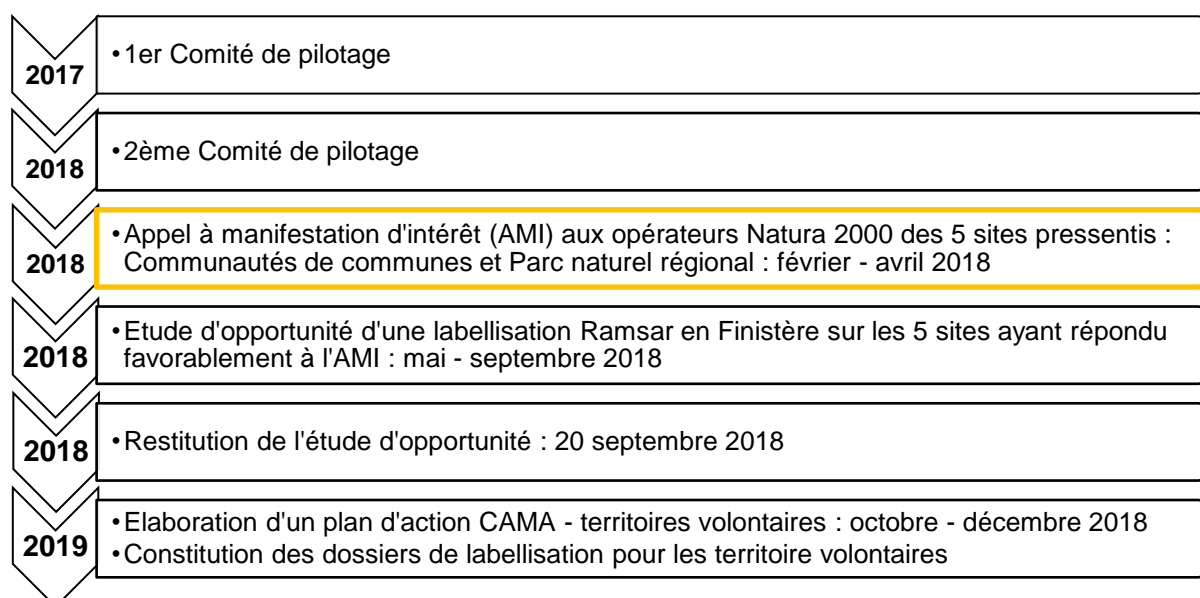 2017
•1er Comité de pilotage
2018
•2ème Comité de pilotage
2018
•Appel à manifestation d'intérêt (AMI) aux opérateurs Natura 2000 des 5 sites pressentis :
Communautés de communes et Parc naturel régional : février - avril 2018
2018
•Etude d'opportunité d'une labellisation Ramsar en Finistère sur les 5 sites ayant répondu
favorablement à l'AMI : mai - septembre 2018
2018
•Restitution de l'étude d'opportunité : 20 septembre 2018
2019
•Elaboration d'un plan d'action CAMA - territoires volontaires : octobre - décembre 2018
•Constitution des dossiers de labellisation pour les territoire volontaires